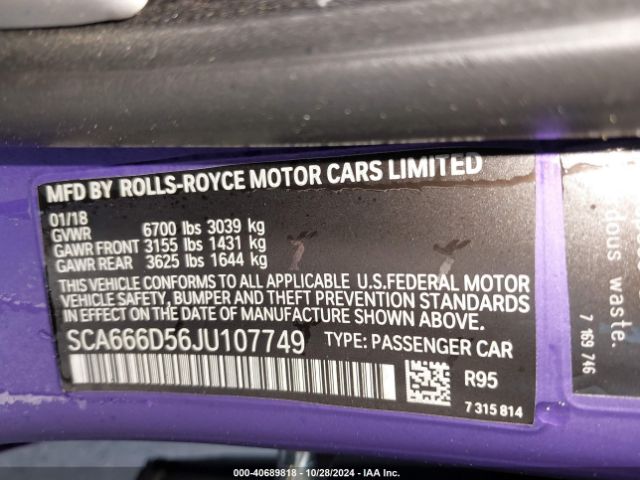 MFD BY ROLLS-ROYCE MOTOR CARS LIMITED
01/18
GVWR 6700 lbs 3039 kg
GAWR FRONT 3155 lbs 1431 kg
GAWR REAR 3625 lbs 1644 kg
THIS VEHICLE CONFORMS TO ALL APPLICABLE U.S.FEDERAL MOTOR
VEHICLE SAFETY, BUMPER AND THEFT PREVENTION STANDARDS
IN EFFECT ON THE DATE OF MANUFACTURE SHOWN ABOVE.
SCA666D56JU107749 TYPE: PASSENGER CAR
R95
7 315 814
dous waste.
7 169 746
000-40689818 - 10/28/2024 - IAA Inc.